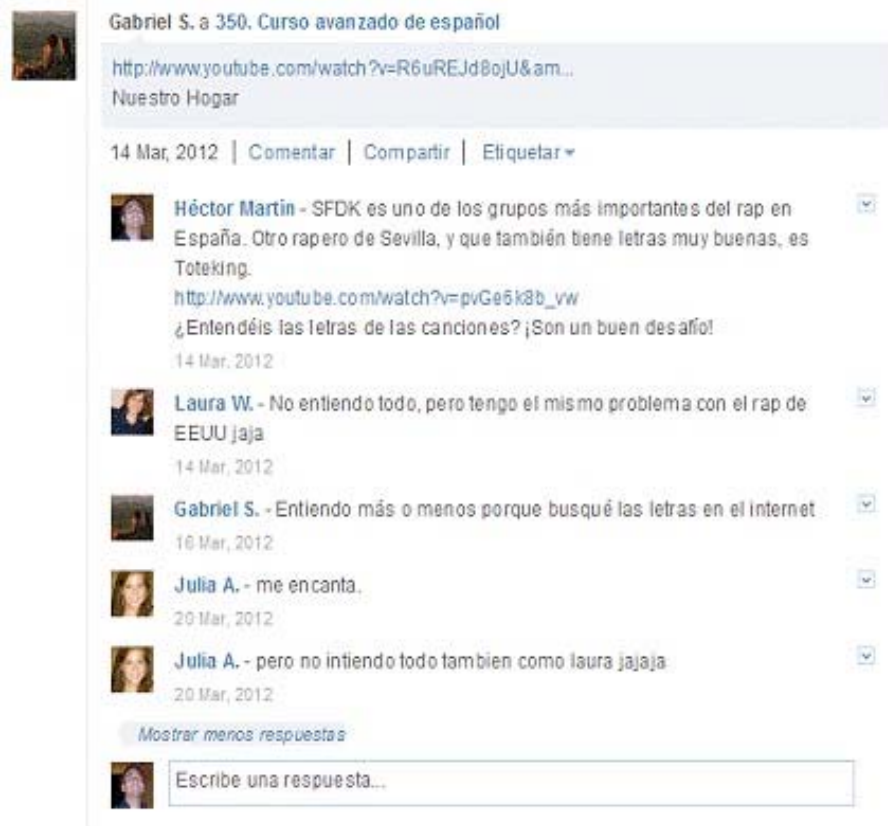 Gabriel S. a 350. Curso avanzado de español
http://www.youtube.com/watch?v=R6uREJd8ojU&am...
Nuestro Hogar
14 Mar, 2012 | Comentar | Compartir | Etiquetar
Héctor Martin - SFDK es uno de los grupos más importantes del rap en
España. Otro rapero de Sevilla, y que también tiene letras muy buenas, es
Toteking.
http://www.youtube.com/watch?v=pvGe6k8b_vw
¿Entendéis las letras de las canciones? ¡Son un buen desafío!
14 Mar, 2012
Laura W. - No entiendo todo, pero tengo el mismo problema con el rap de
EEUU jaja
14 Mar, 2012
Gabriel S. - Entiendo más o menos porque busqué las letras en el internet
16 Mar, 2012
Julia A. - me encanta.
20 Mar, 2012
Julia A. - pero no intiendo todo tambien como laura jajaja
20 Mar, 2012
Mostrar menos respuestas
Escribe una respuesta...